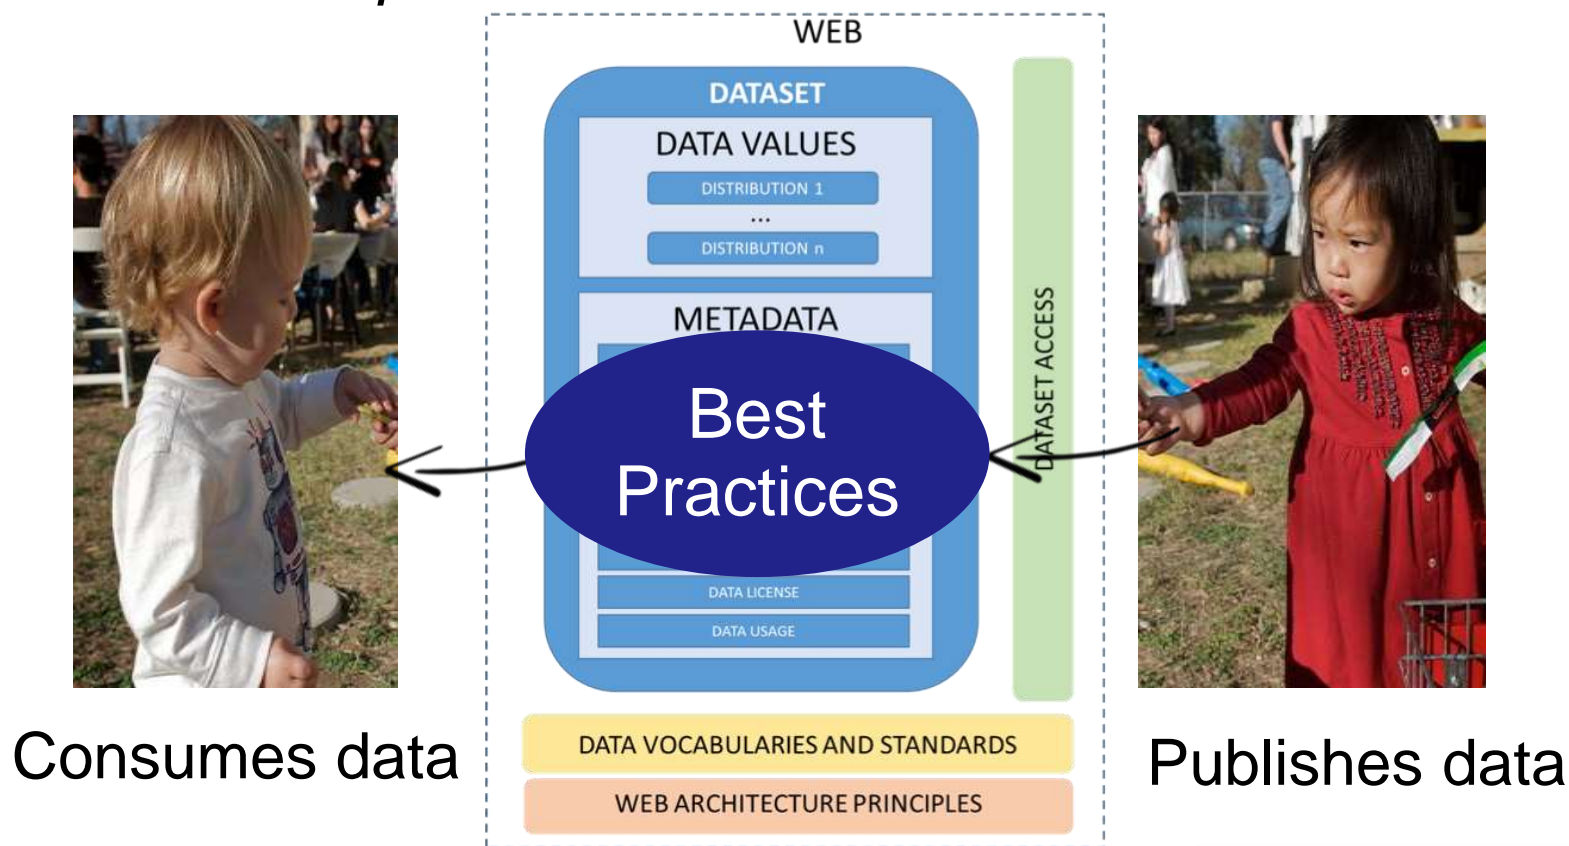 WEB
DATASET
DATA VALUES
DISTRIBUTION 1
...
DISTRIBUTION n
METADATA
Best
Practices
DATA LICENSE
DATA USAGE
DATASET ACCESS
DATA VOCABULARIES AND STANDARDS
WEB ARCHITECTURE PRINCIPLES
Consumes data
Publishes data